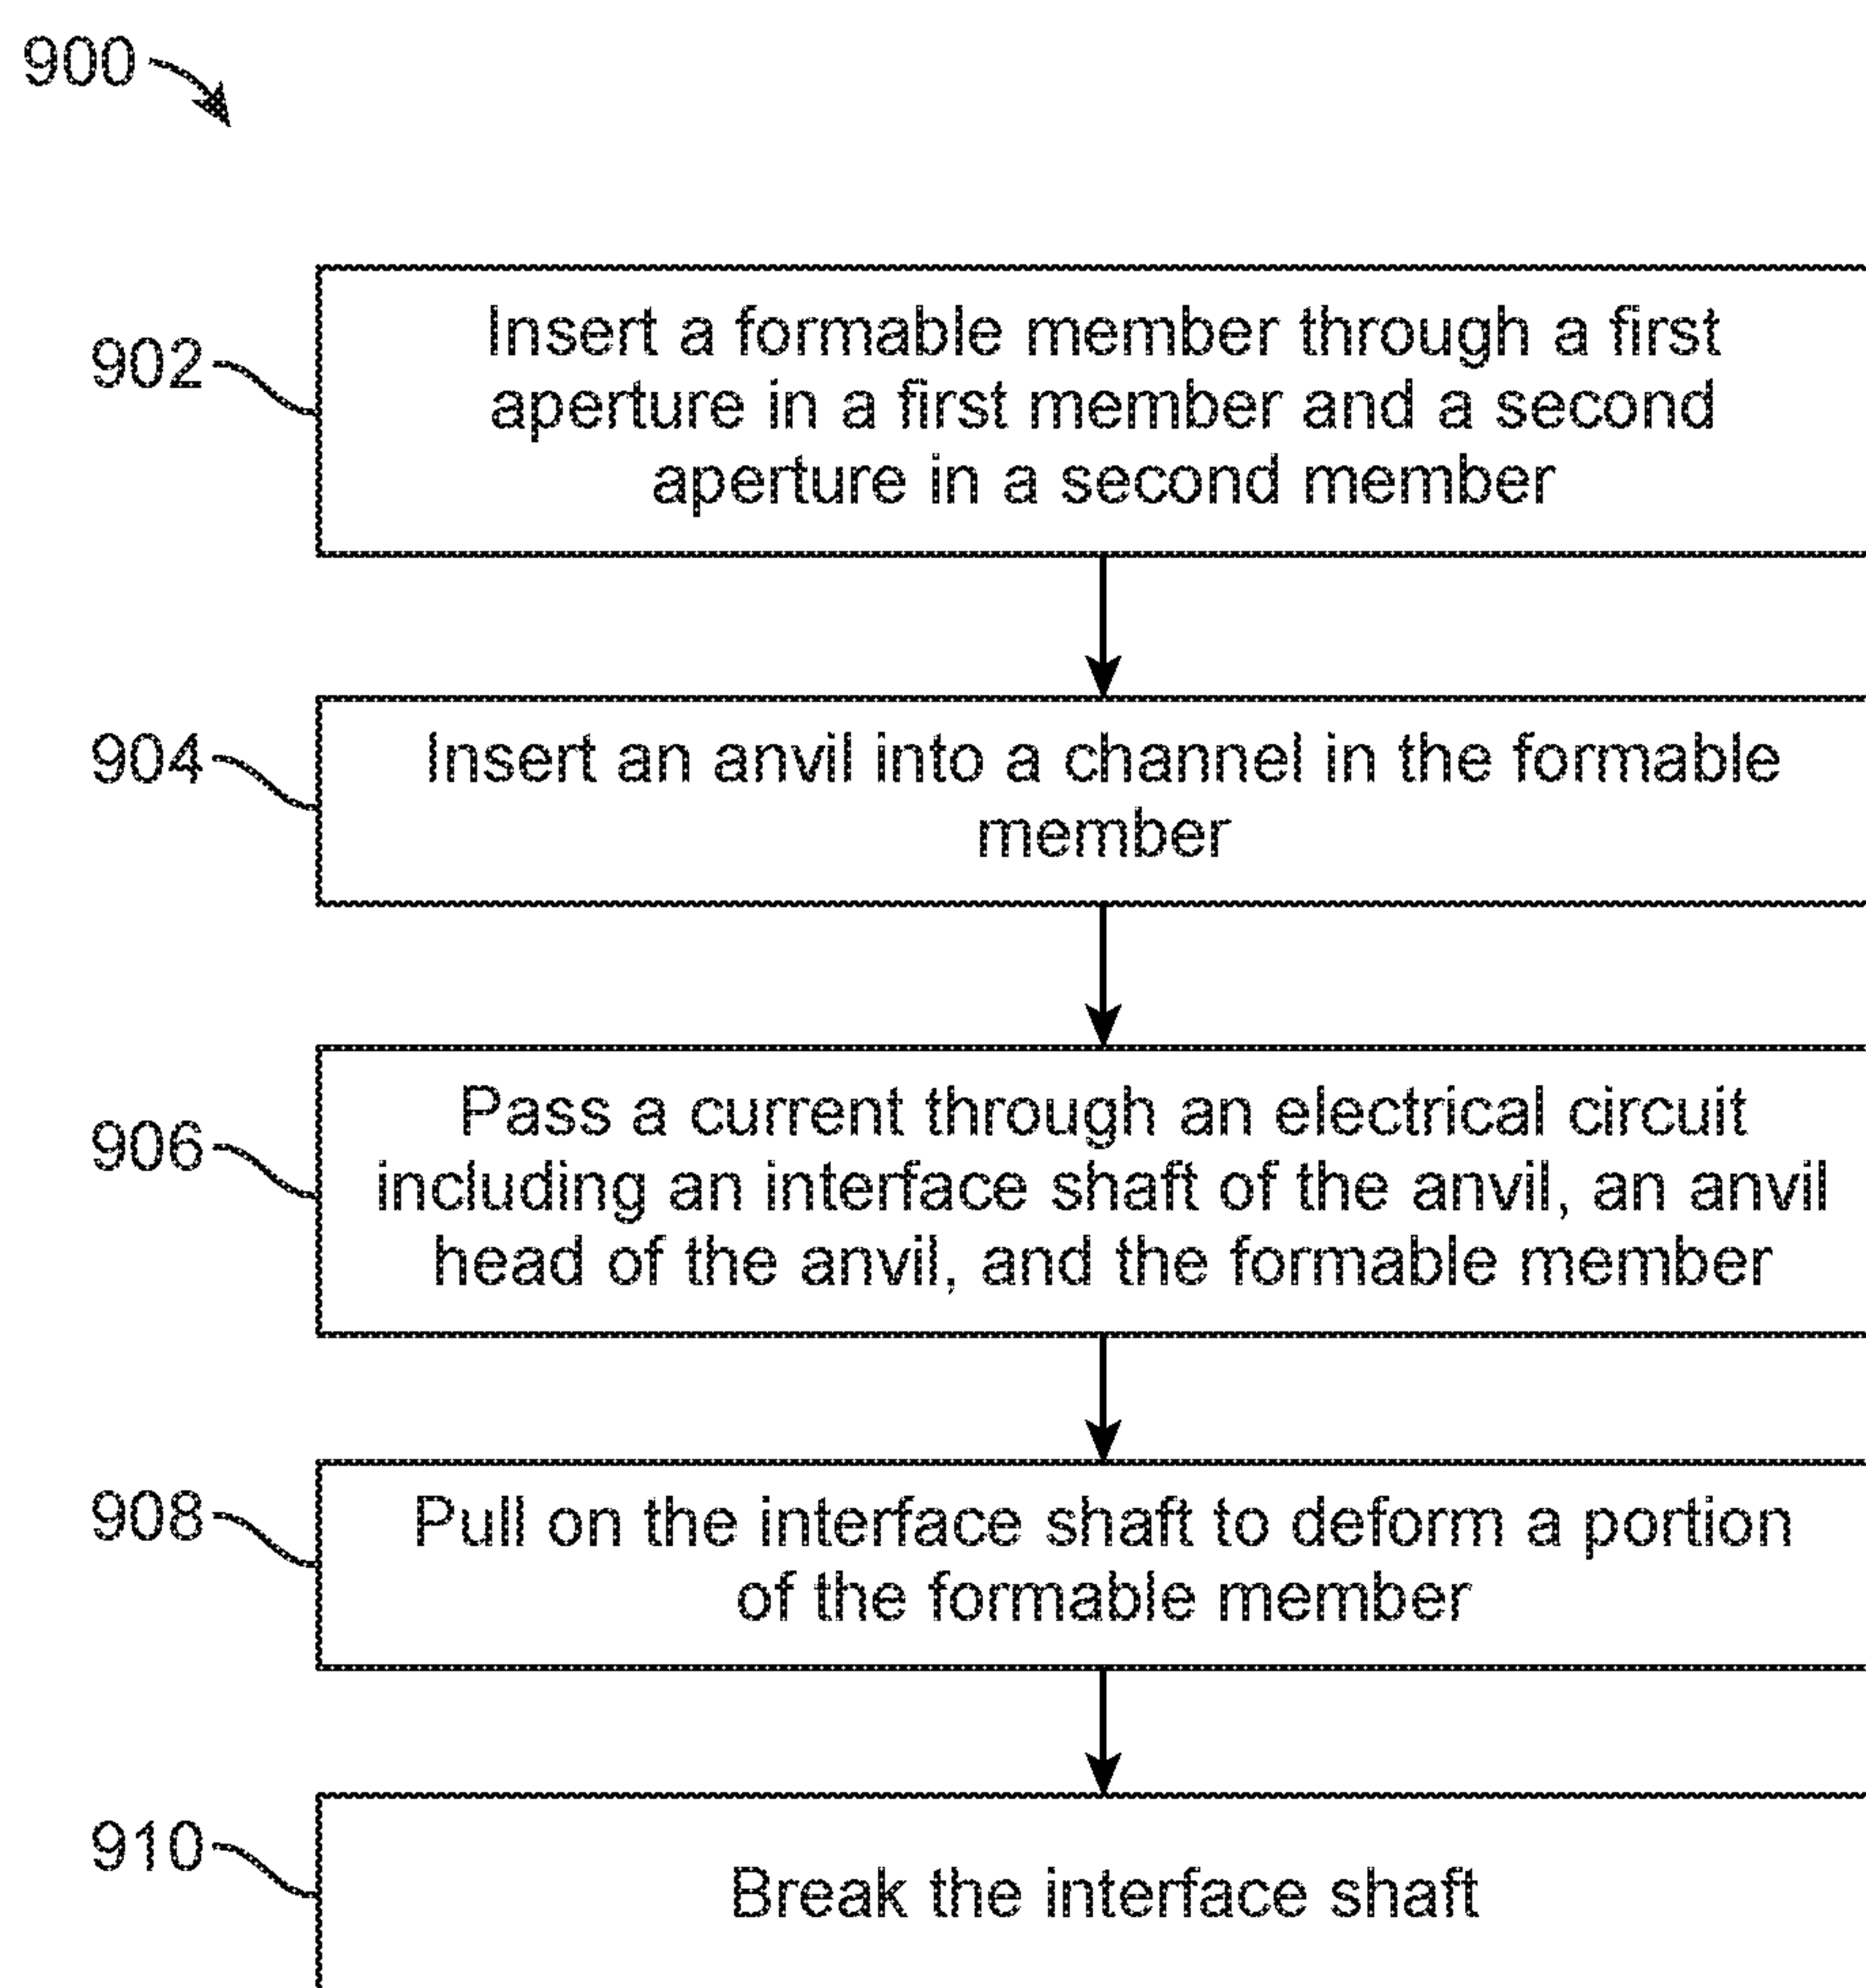 900
902
Insert a formable member through a first
aperture in a first member and a second
aperture in a second member
904
Insert an anvil into a channel in the formable
member
906
Pass a current through an electrical circuit
including an interface shaft of the anvil, an anvil
head of the anvil, and the formable member
908
Pull on the interface shaft to deform a portion
of the formable member
910
Break the interface shaft